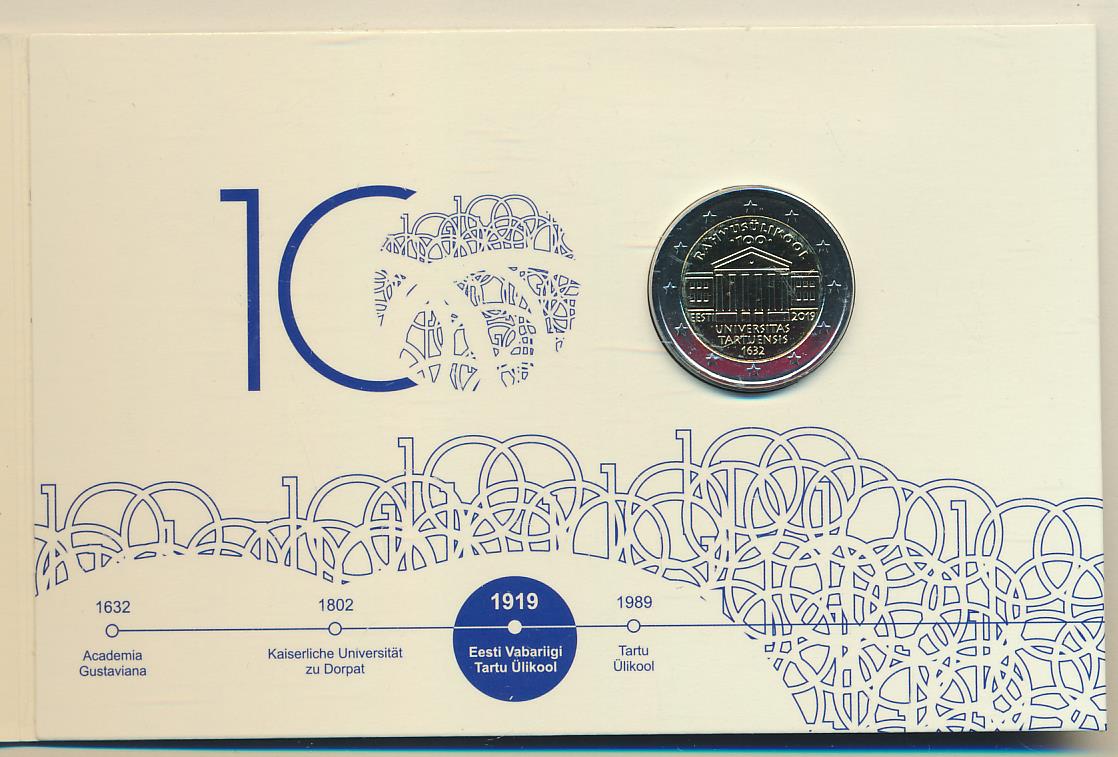 100
RAHVUSÜLIKOOL
·100·
EESTI 2019
UNIVERSITAS
TARTUENSIS
1632
1632
Academia
Gustaviana
1802
Kaiserliche Universität
zu Dorpat
1919
Eesti Vabariigi
Tartu Ülikool
1989
Tartu
Ülikool